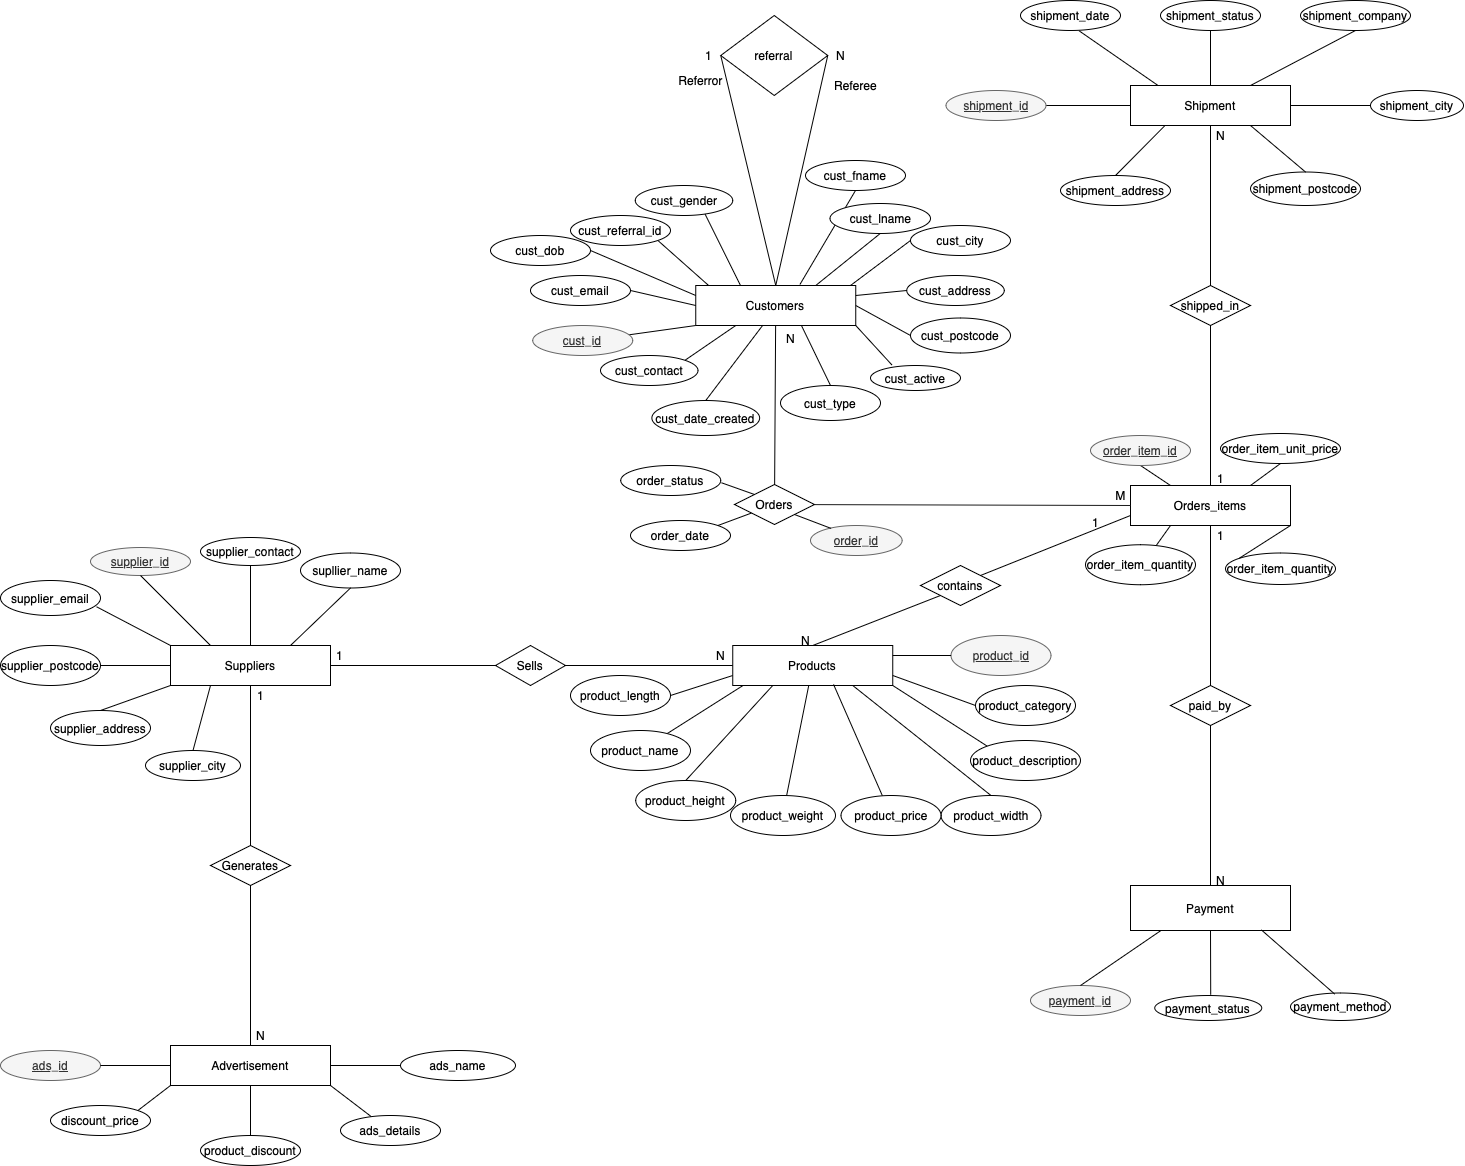 shipment_date
shipment_status
shipment_company
1
referral
N
Referror
Referee
shipment_id
Shipment
shipment_city
N
shipment_address
shipment_postcode
cust_fname
cust_gender
cust_lname
cust_referral_id
cust_city
cust_dob
cust_email
cust_address
Customers
shipped_in
cust_id
N
cust_postcode
cust_contact
cust_active
cust_type
cust_date_created
order_item_id
order_item_unit_price
order_status
1
M
Orders
Orders_items
order_date
order_id
1
1
order_item_quantity
order_item_quantity
supplier_id
supplier_contact
supllier_name
supplier_email
contains
N
supplier_postcode
Suppliers
1
Sells
N
Products
product_id
product_length
1
product_category
paid_by
supplier_address
product_name
product_description
supplier_city
product_height
product_weight
product_price
product_width
Generates
N
Payment
payment_id
payment_status
payment_method
N
ads_id
Advertisement
ads_name
discount_price
ads_details
product_discount